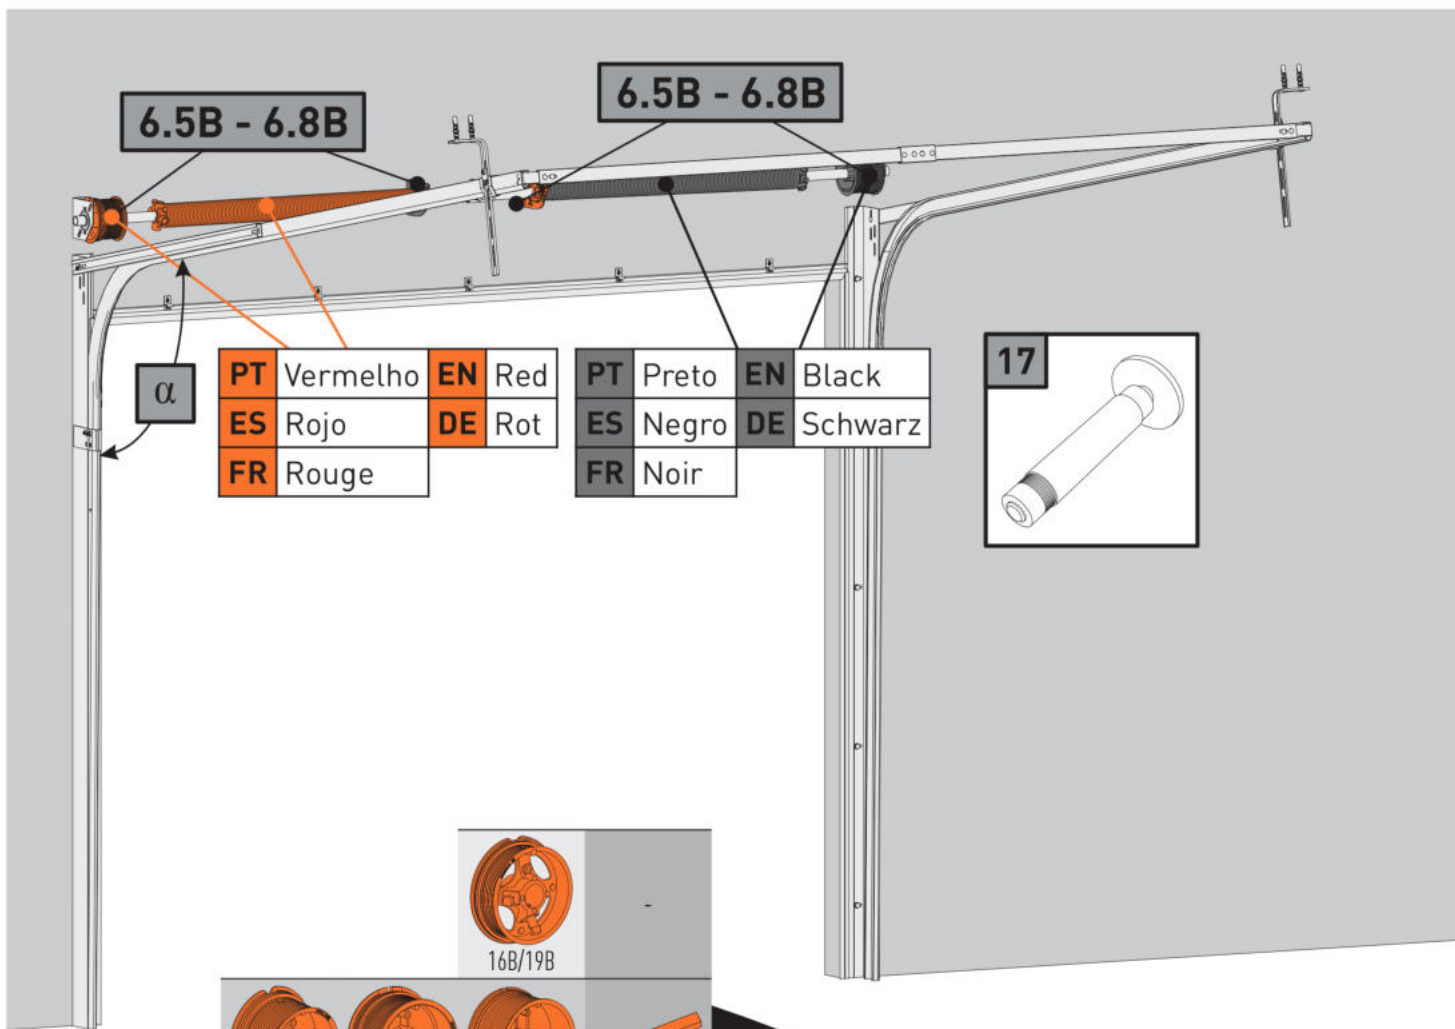 6.5B - 6.8B
6.5B - 6.8B
α
PT Vermelho EN Red
ES Rojo DE Rot
FR Rouge
PT Preto EN Black
ES Negro DE Schwarz
FR Noir
17
-
16B/19B